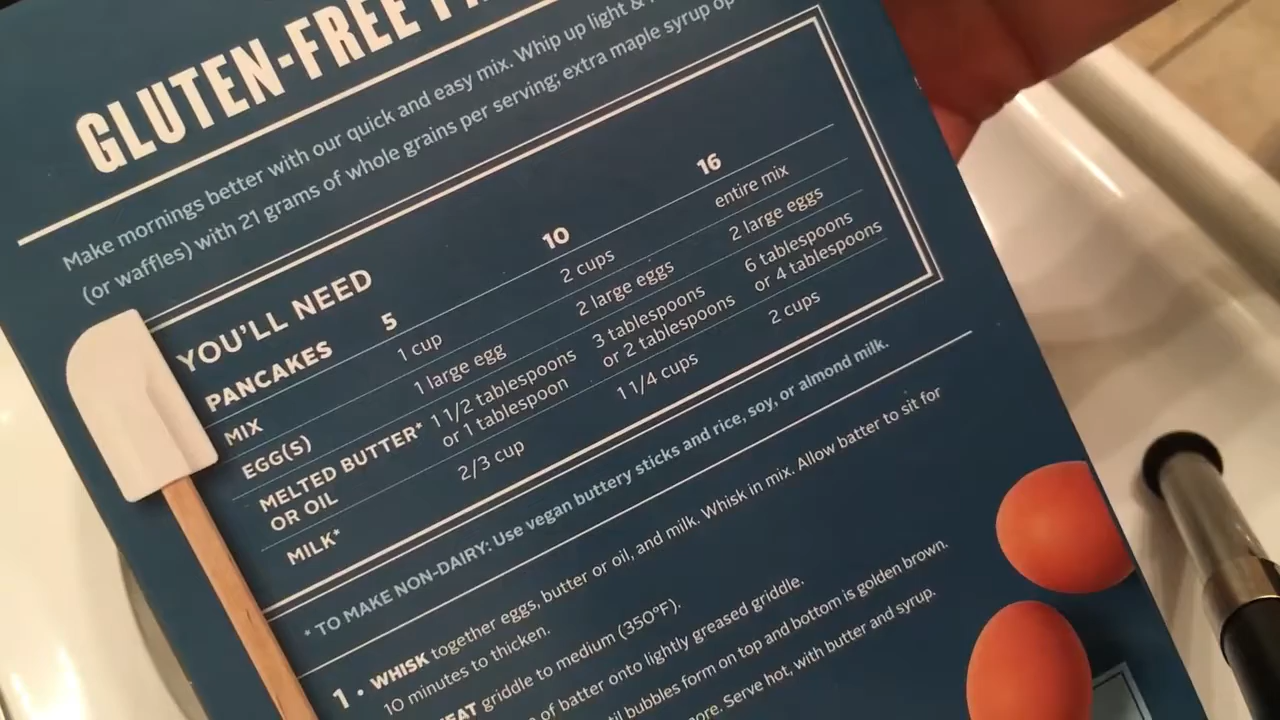 GLUTEN-FREE
Make mornings better with our quick and easy mix. Whip up light &
(or waffles) with 21 grams of whole grains per serving; extra maple syrup
YOU'LL NEED
PANCAKES 5 10 16
MIX 1 cup 2 cups entire mix
EGG(S) 1 large egg 2 large eggs 2 large eggs
MELTED BUTTER* 1 1/2 tablespoons 3 tablespoons 6 tablespoons
OR OIL or 1 tablespoon or 2 tablespoons or 4 tablespoons
MILK* 2/3 cup 1 1/4 cups 2 cups
* TO MAKE NON-DAIRY: Use vegan buttery sticks and rice, soy, or almond milk.
1 • WHISK together eggs, butter or oil, and milk. Whisk in mix. Allow batter to sit for
10 minutes to thicken.
griddle to medium (350°F).
of batter onto lightly greased griddle.
bubbles form on top and bottom is golden brown.
Serve hot, with butter and syrup.